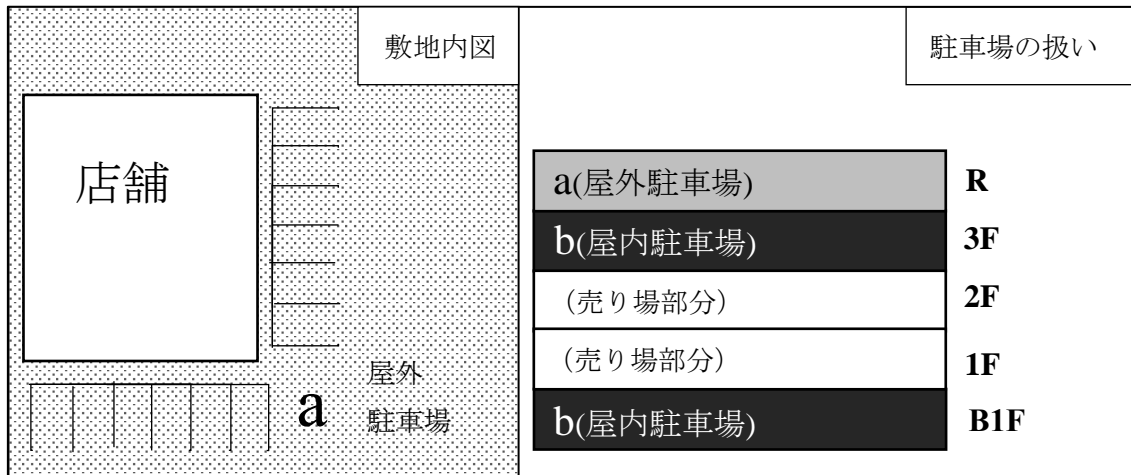 敷地内図
店舗
a
屋外
駐車場
駐車場の扱い
a(屋外駐車場)
R
b(屋内駐車場)
3F
（売り場部分）
2F
（売り場部分）
1F
b(屋内駐車場)
B1F